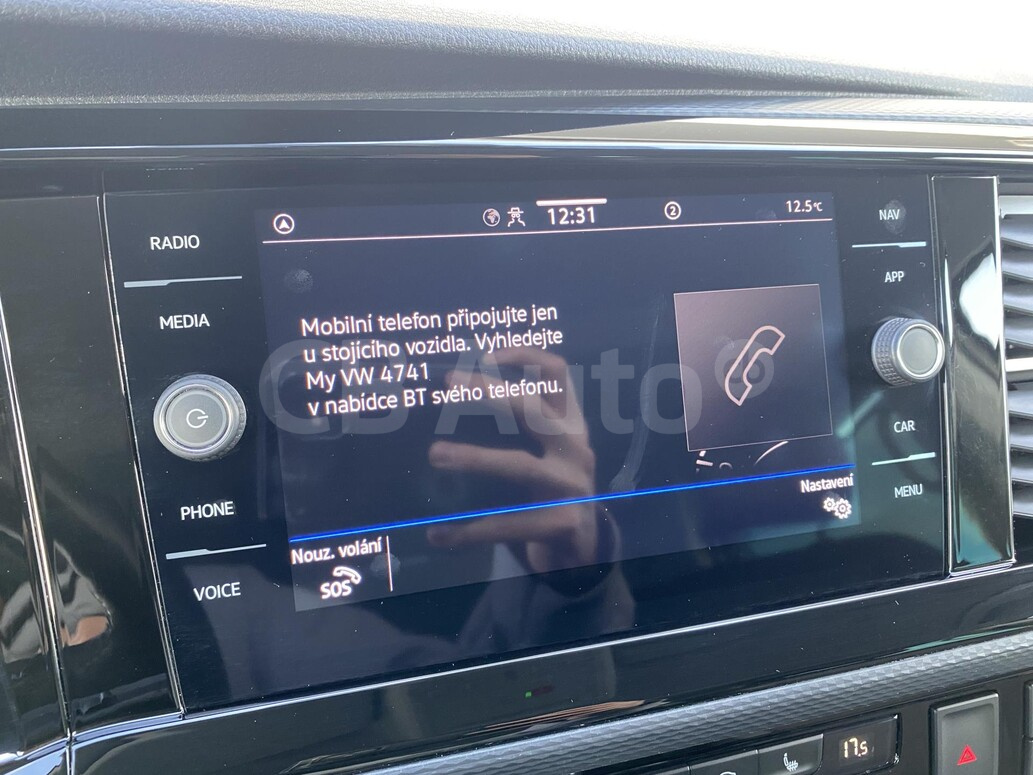 12:31
2
12.5°C
RADIO
MEDIA
PHONE
VOICE
Mobilní telefon připojujte jen
u stojícího vozidla. Vyhledejte
My VW 4741
v nabídce BT svého telefonu.
CB Auto
NAV
APP
CAR
MENU
Nastavení
Nouz. volání
SOS
17.5